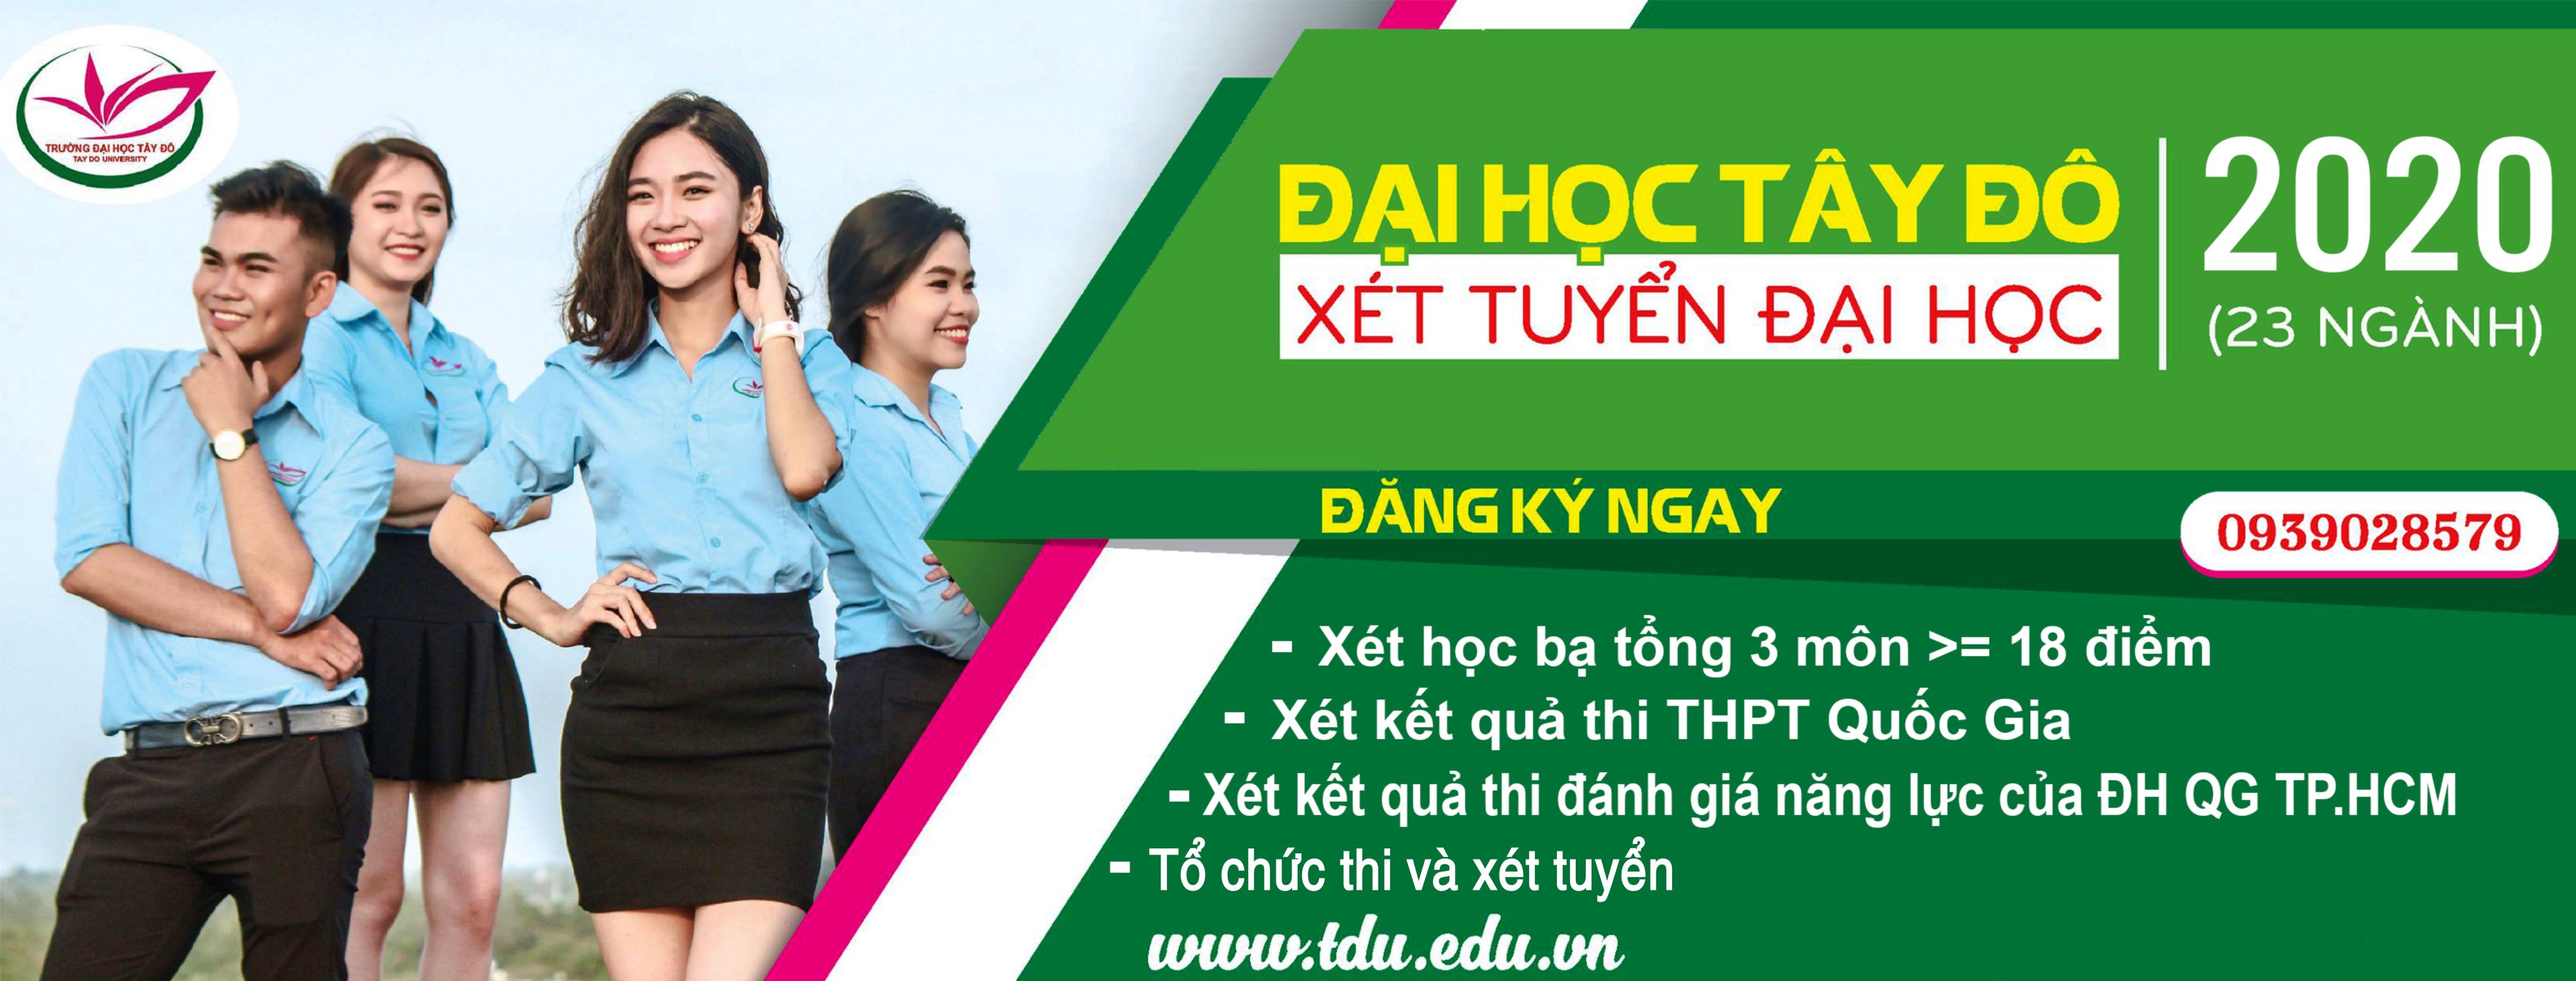 TRƯỜNG ĐẠI HỌC TÂY ĐÔ
TAY DO UNIVERSITY
ĐẠI HỌC TÂY ĐÔ
XÉT TUYỂN ĐẠI HỌC
2020
(23 NGÀNH)
ĐĂNG KÝ NGAY
0939028579
- Xét học bạ tổng 3 môn >= 18 điểm
- Xét kết quả thi THPT Quốc Gia
- Xét kết quả thi đánh giá năng lực của ĐH QG TP.HCM
- Tổ chức thi và xét tuyển
www.tdu.edu.vn